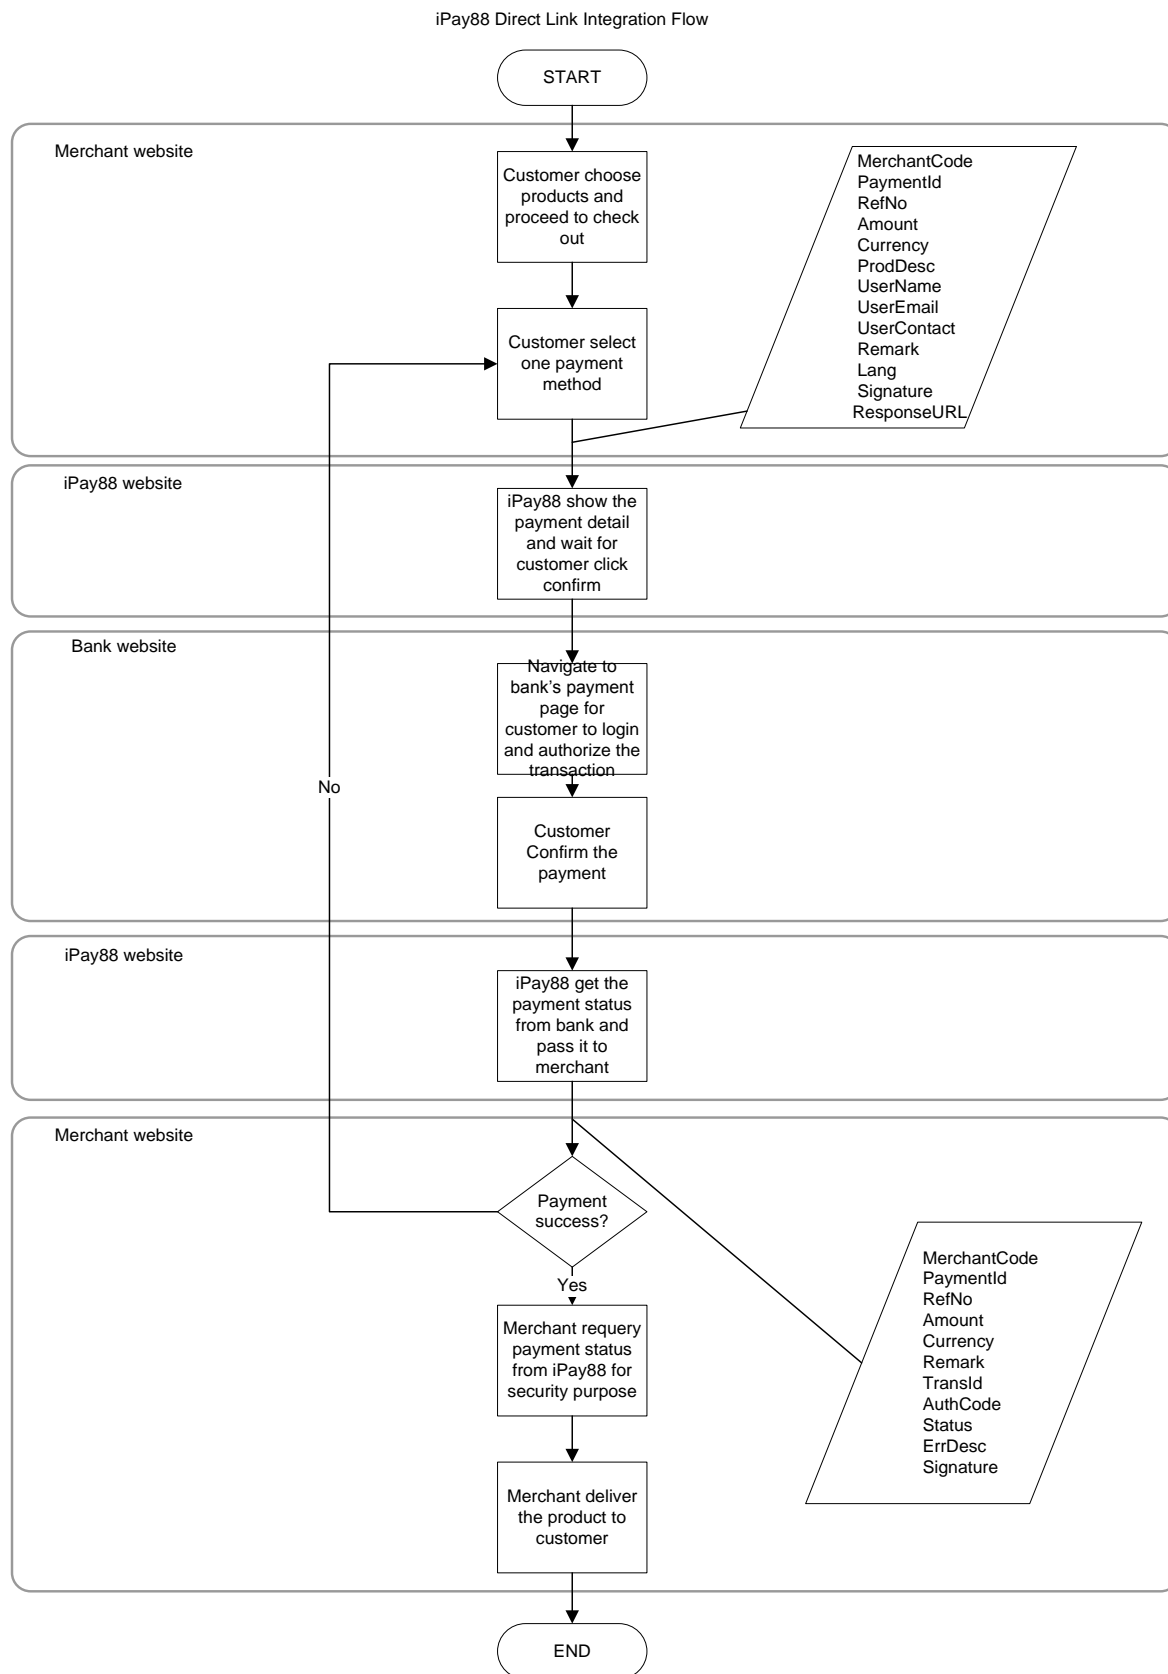 iPay88 Direct Link Integration Flow
START
Merchant website
Customer choose
products and
proceed to check
out
MerchantCode
PaymentId
RefNo
Amount
Currency
ProdDesc
UserName
UserEmail
UserContact
Remark
Lang
Signature
ResponseURL
Customer select
one payment
method
iPay88 website
iPay88 show the
payment detail
and wait for
customer click
confirm
Bank website
Navigate to
bank’s payment
page for
customer to login
and authorize the
transaction
No
Customer
Confirm the
payment
iPay88 website
iPay88 get the
payment status
from bank and
pass it to
merchant
Merchant website
Payment
success?
Yes
MerchantCode
PaymentId
RefNo
Amount
Currency
Remark
TransId
AuthCode
Status
ErrDesc
Signature
Merchant requery
payment status
from iPay88 for
security purpose
Merchant deliver
the product to
customer
END